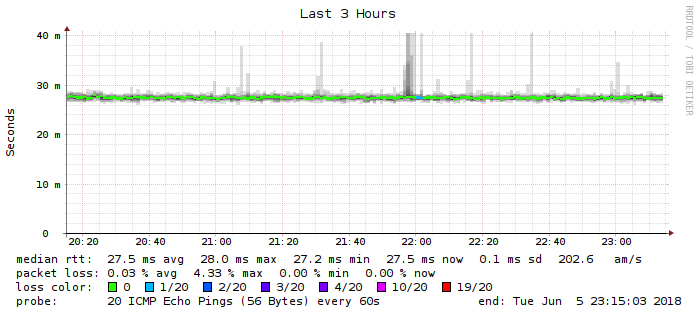 Last 3 Hours
RRDTOOL / TOBI OETIKER
Seconds
40 m
30 m
20 m
10 m
0
20:20 20:40 21:00 21:20 21:40 22:00 22:20 22:40 23:00
median rtt: 27.5 ms avg 28.0 ms max 27.2 ms min 27.5 ms now 0.1 ms sd 202.6 am/s
packet loss: 0.03 % avg 4.33 % max 0.00 % min 0.00 % now
loss color: 0 1/20 2/20 3/20 4/20 10/20 19/20
probe: 20 ICMP Echo Pings (56 Bytes) every 60s end: Tue Jun 5 23:15:03 2018